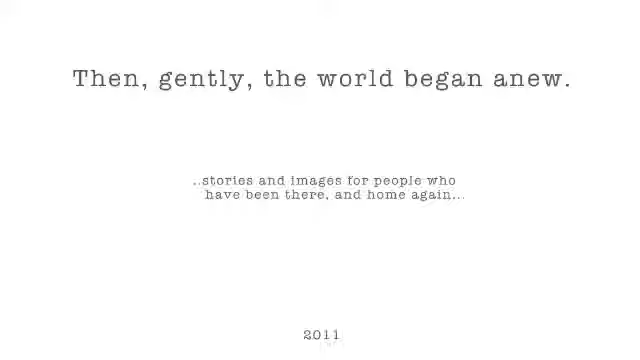 Then, gently, the world began anew.
..stories and images for people who
have been there, and home again...
2011